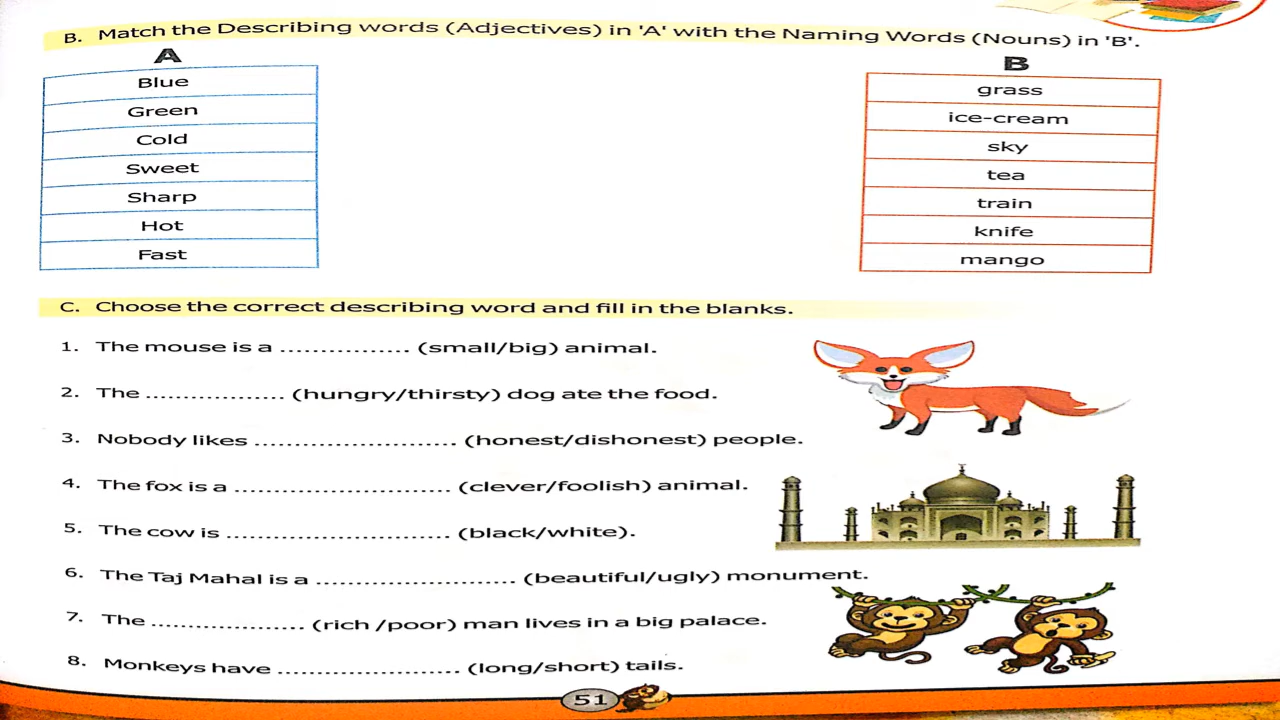 B. Match the Describing words (Adjectives) in 'A' with the Naming Words (Nouns) in 'B'.
A
Blue
Green
Cold
Sweet
Sharp
Hot
Fast
B
grass
ice-cream
sky
tea
train
knife
mango
C. Choose the correct describing word and fill in the blanks.
1. The mouse is a ................ (small/big) animal.
2. The .................. (hungry/thirsty) dog ate the food.
3. Nobody likes .......................... (honest/dishonest) people.
4. The fox is a ............................ (clever/foolish) animal.
5. The cow is ............................. (black/white).
6. The Taj Mahal is a .......................... (beautiful/ugly) monument.
7. The .................... (rich /poor) man lives in a big palace.
8. Monkeys have ........................ (long/short) tails.
51